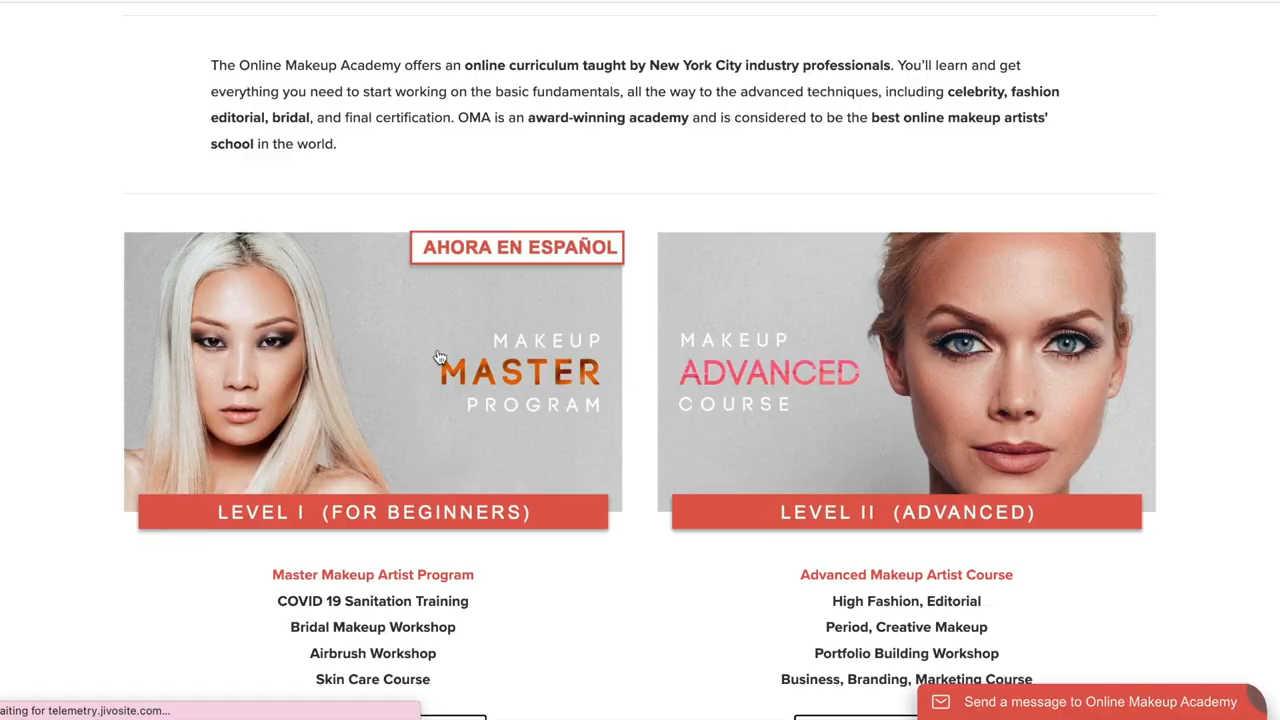 The Online Makeup Academy offers an online curriculum taught by New York City industry professionals. You’ll learn and get
everything you need to start working on the basic fundamentals, all the way to the advanced techniques, including celebrity, fashion
editorial, bridal, and final certification. OMA is an award-winning academy and is considered to be the best online makeup artists'
school in the world.
AHORA EN ESPAÑOL
MAKEUP
MASTER
PROGRAM
LEVEL I (FOR BEGINNERS)
Master Makeup Artist Program
COVID 19 Sanitation Training
Bridal Makeup Workshop
Airbrush Workshop
Skin Care Course
MAKEUP
ADVANCED
COURSE
LEVEL II (ADVANCED)
Advanced Makeup Artist Course
High Fashion, Editorial
Period, Creative Makeup
Portfolio Building Workshop
Business, Branding, Marketing Course
Send a message to Online Makeup Academy
aiting for telemetry.jivosite.com...